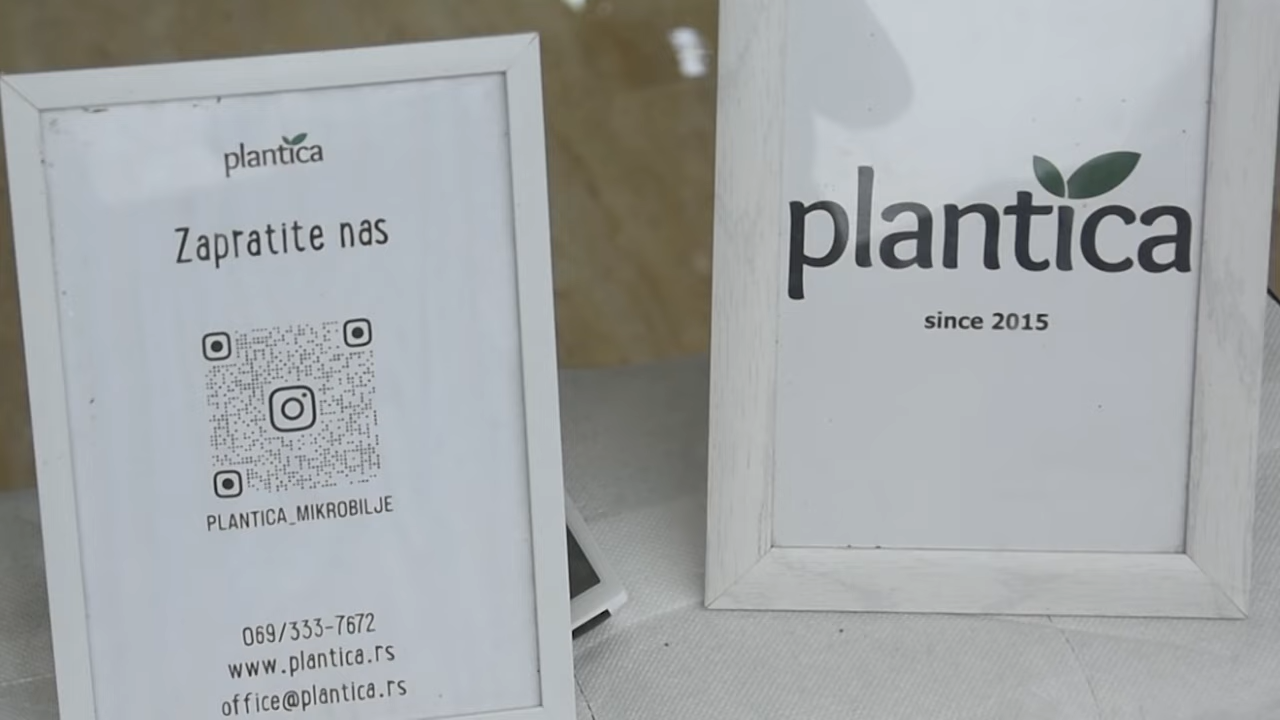 plantica
Zapratite nas
PLANTICA_MIKROBILJE
069/333-7672
www.plantica.rs
office@plantica.rs
plantica
since 2015